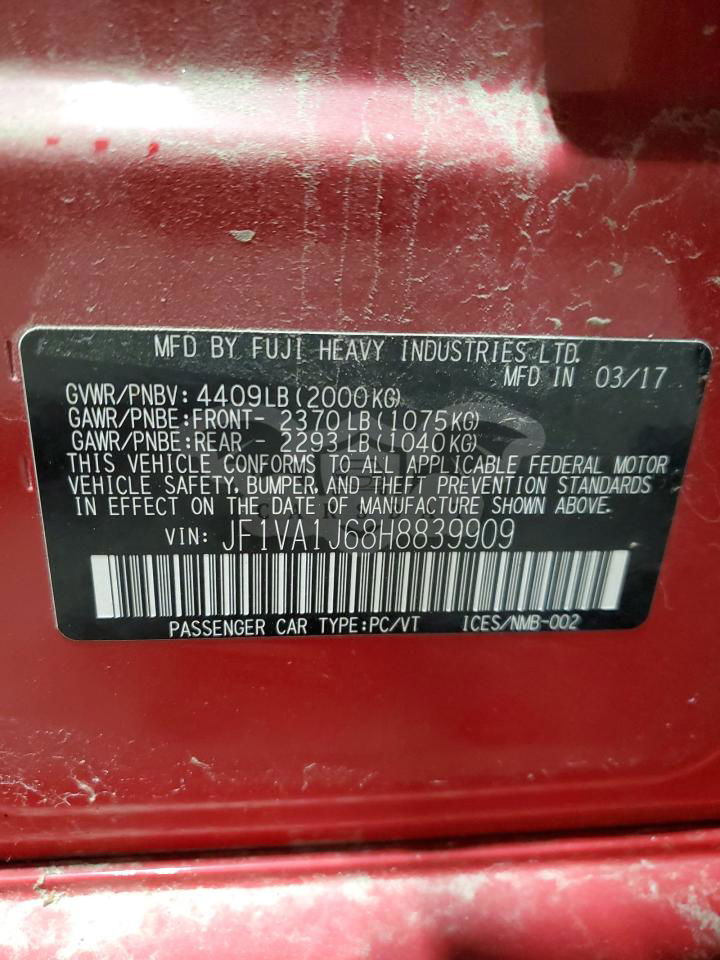 MFD BY FUJI HEAVY INDUSTRIES LTD.
MFD IN 03/17
GVWR/PNBV: 4409LB (2000KG)
GAWR/PNBE:FRONT- 2370LB (1075KG)
GAWR/PNBE:REAR - 2293LB (1040KG)
THIS VEHICLE CONFORMS TO ALL APPLICABLE FEDERAL MOTOR
VEHICLE SAFETY, BUMPER, AND THEFT PREVENTION STANDARDS
IN EFFECT ON THE DATE OF MANUFACTURE SHOWN ABOVE.
VIN: JF1VA1J68H8839909
PASSENGER CAR TYPE:PC/VT ICES/NMB-002